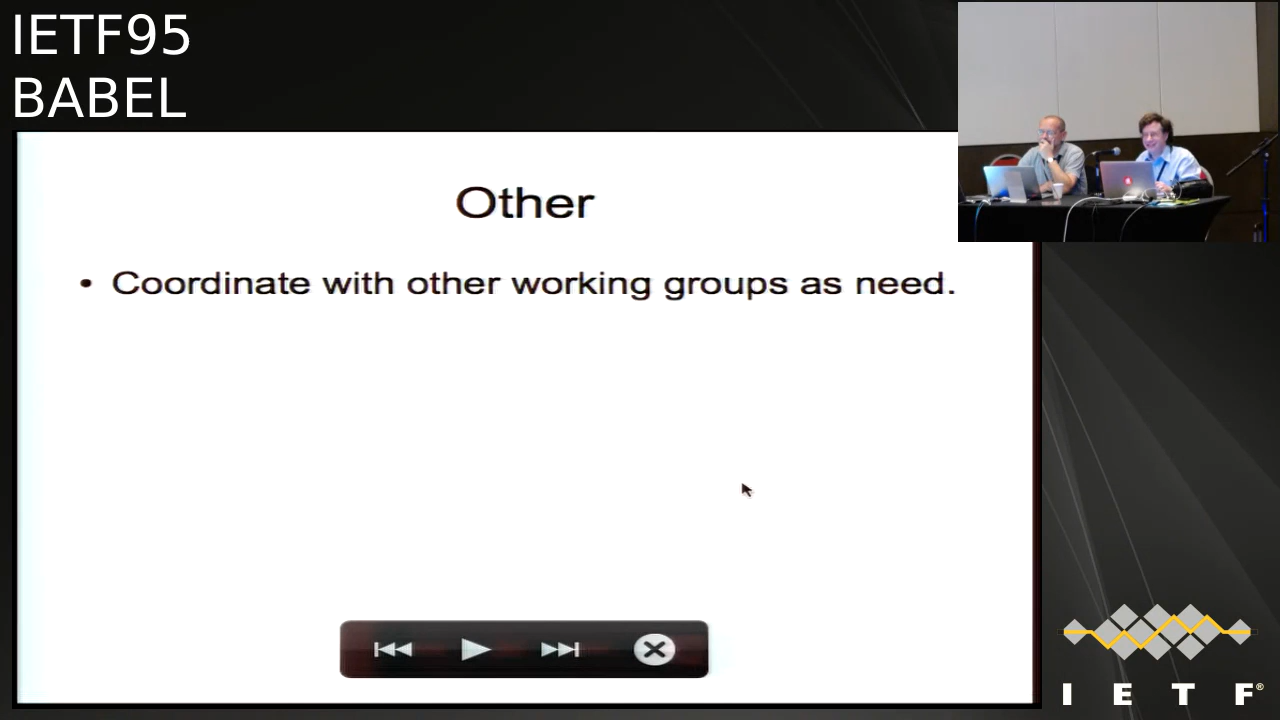 IETF95
BABEL
Other
• Coordinate with other working groups as need.
I E T F®